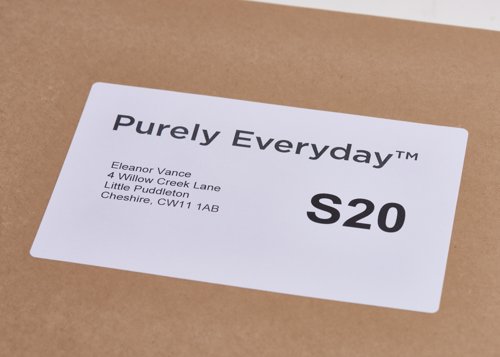 Purely Everyday™
Eleanor Vance
4 Willow Creek Lane
Little Puddleton
Cheshire, CW11 1AB
S20